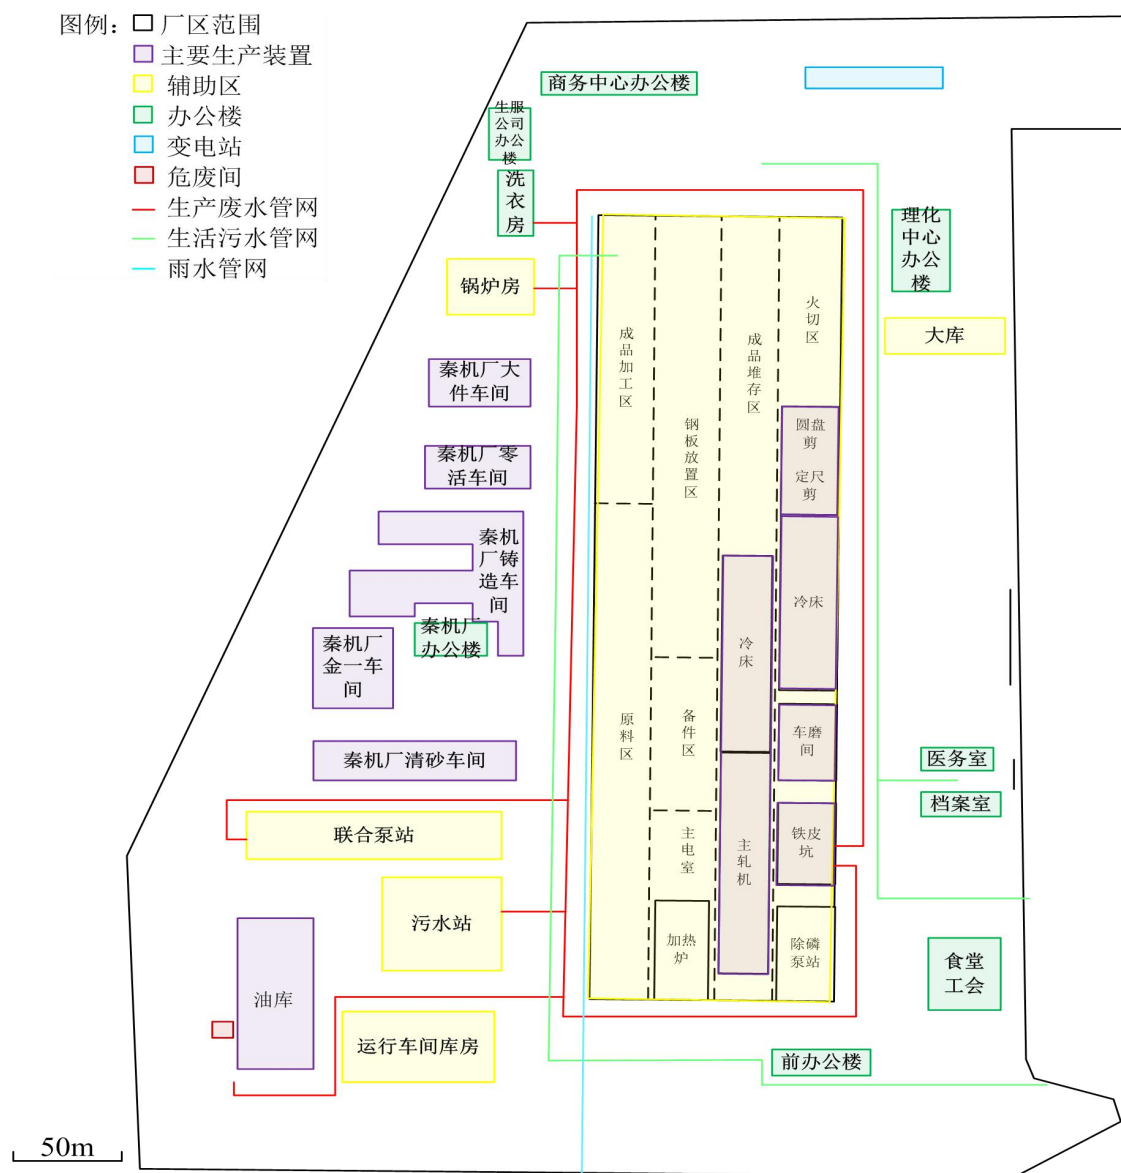 图例：
厂区范围
主要生产装置
辅助区
办公楼
变电站
危废间
生产废水管网
生活污水管网
雨水管网
商务中心办公楼
生服
公司
办公
楼
洗
衣
房
理化
中心
办公
楼
锅炉房
大库
火
切
区
成
品
加
工
区
成
品
堆
存
区
秦机厂大
件车间
钢
板
放
置
区
圆盘
剪
定尺
剪
秦机厂零
活车间
秦机
厂铸
造车
间
冷床
秦机厂
办公楼
秦机厂
金一车
间
冷
床
原
料
区
备
件
区
车磨
间
秦机厂清砂车间
医务室
档案室
联合泵站
主
电
室
主
轧
机
铁皮
坑
污水站
加热
炉
除磷
泵站
食堂
工会
油库
运行车间库房
前办公楼
50m